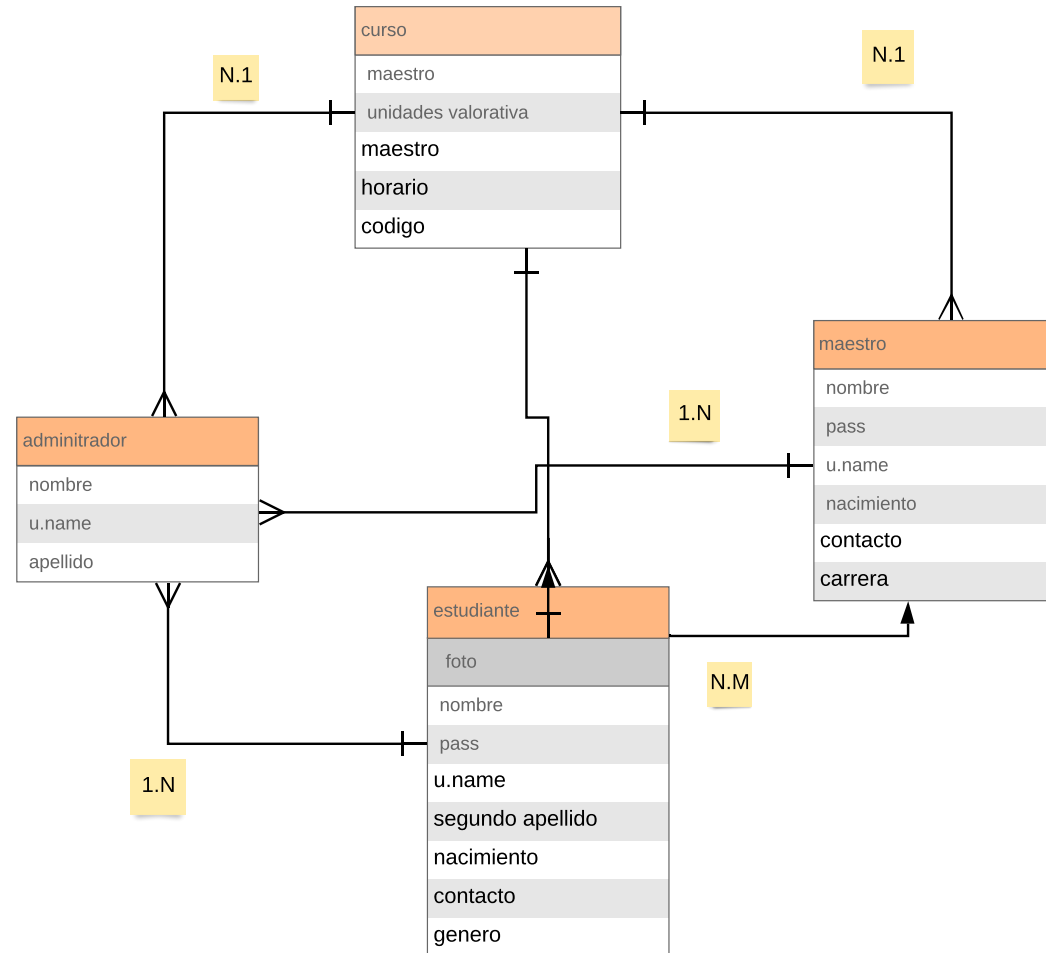 curso
maestro
unidades valorativa
maestro
horario
codigo
N.1
N.1
maestro
nombre
pass
u.name
nacimiento
contacto
carrera
1.N
adminitrador
nombre
u.name
apellido
estudiante
foto
nombre
pass
u.name
segundo apellido
nacimiento
contacto
genero
N.M
1.N